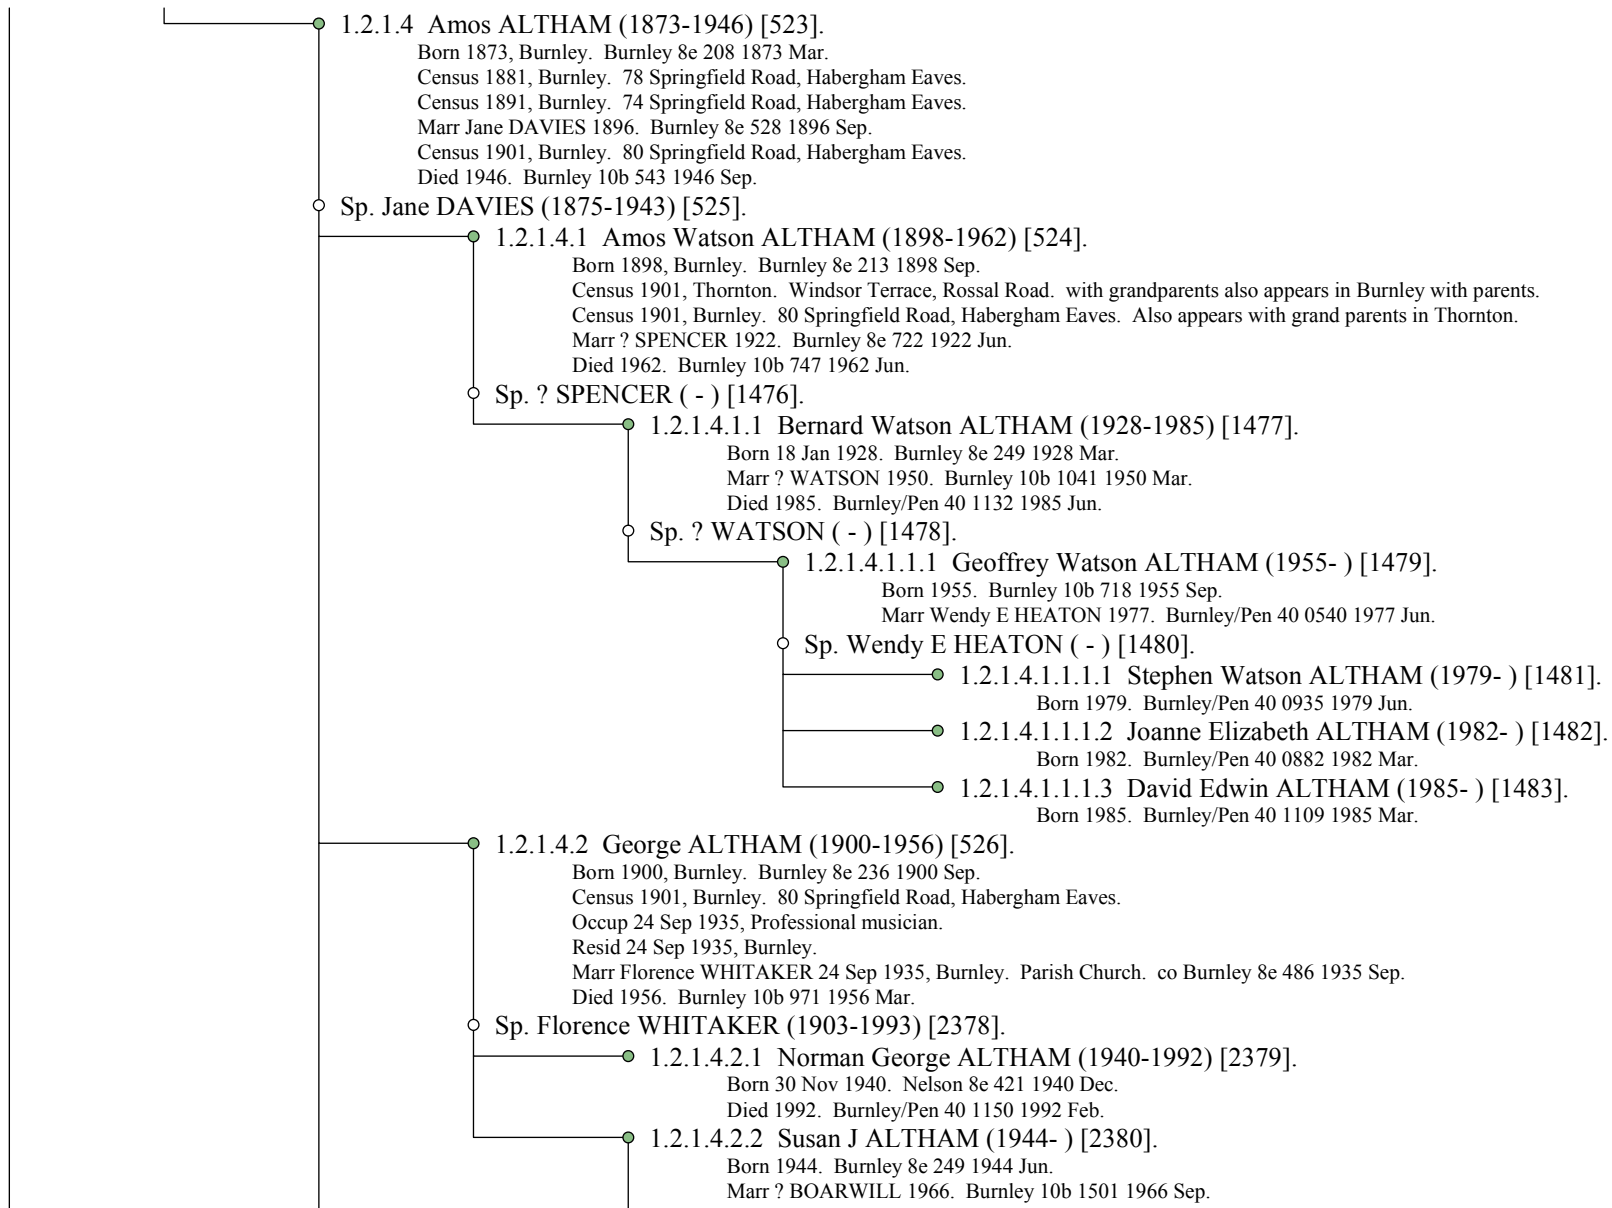 1.2.1.4 Amos ALTHAM (1873-1946) [523].
Born 1873, Burnley. Burnley 8e 208 1873 Mar.
Census 1881, Burnley. 78 Springfield Road, Habergham Eaves.
Census 1891, Burnley. 74 Springfield Road, Habergham Eaves.
Marr Jane DAVIES 1896. Burnley 8e 528 1896 Sep.
Census 1901, Burnley. 80 Springfield Road, Habergham Eaves.
Died 1946. Burnley 10b 543 1946 Sep.
Sp. Jane DAVIES (1875-1943) [525].
1.2.1.4.1 Amos Watson ALTHAM (1898-1962) [524].
Born 1898, Burnley. Burnley 8e 213 1898 Sep.
Census 1901, Thornton. Windsor Terrace, Rossal Road. with grandparents also appears in Burnley with parents.
Census 1901, Burnley. 80 Springfield Road, Habergham Eaves. Also appears with grand parents in Thornton.
Marr ? SPENCER 1922. Burnley 8e 722 1922 Jun.
Died 1962. Burnley 10b 747 1962 Jun.
Sp. ? SPENCER ( - ) [1476].
1.2.1.4.1.1 Bernard Watson ALTHAM (1928-1985) [1477].
Born 18 Jan 1928. Burnley 8e 249 1928 Mar.
Marr ? WATSON 1950. Burnley 10b 1041 1950 Mar.
Died 1985. Burnley/Pen 40 1132 1985 Jun.
Sp. ? WATSON ( - ) [1478].
1.2.1.4.1.1.1 Geoffrey Watson ALTHAM (1955- ) [1479].
Born 1955. Burnley 10b 718 1955 Sep.
Marr Wendy E HEATON 1977. Burnley/Pen 40 0540 1977 Jun.
Sp. Wendy E HEATON ( - ) [1480].
1.2.1.4.1.1.1.1 Stephen Watson ALTHAM (1979- ) [1481].
Born 1979. Burnley/Pen 40 0935 1979 Jun.
1.2.1.4.1.1.1.2 Joanne Elizabeth ALTHAM (1982- ) [1482].
Born 1982. Burnley/Pen 40 0882 1982 Mar.
1.2.1.4.1.1.1.3 David Edwin ALTHAM (1985- ) [1483].
Born 1985. Burnley/Pen 40 1109 1985 Mar.
1.2.1.4.2 George ALTHAM (1900-1956) [526].
Born 1900, Burnley. Burnley 8e 236 1900 Sep.
Census 1901, Burnley. 80 Springfield Road, Habergham Eaves.
Occup 24 Sep 1935, Professional musician.
Resid 24 Sep 1935, Burnley.
Marr Florence WHITAKER 24 Sep 1935, Burnley. Parish Church. co Burnley 8e 486 1935 Sep.
Died 1956. Burnley 10b 971 1956 Mar.
Sp. Florence WHITAKER (1903-1993) [2378].
1.2.1.4.2.1 Norman George ALTHAM (1940-1992) [2379].
Born 30 Nov 1940. Nelson 8e 421 1940 Dec.
Died 1992. Burnley/Pen 40 1150 1992 Feb.
1.2.1.4.2.2 Susan J ALTHAM (1944- ) [2380].
Born 1944. Burnley 8e 249 1944 Jun.
Marr ? BOARWILL 1966. Burnley 10b 1501 1966 Sep.